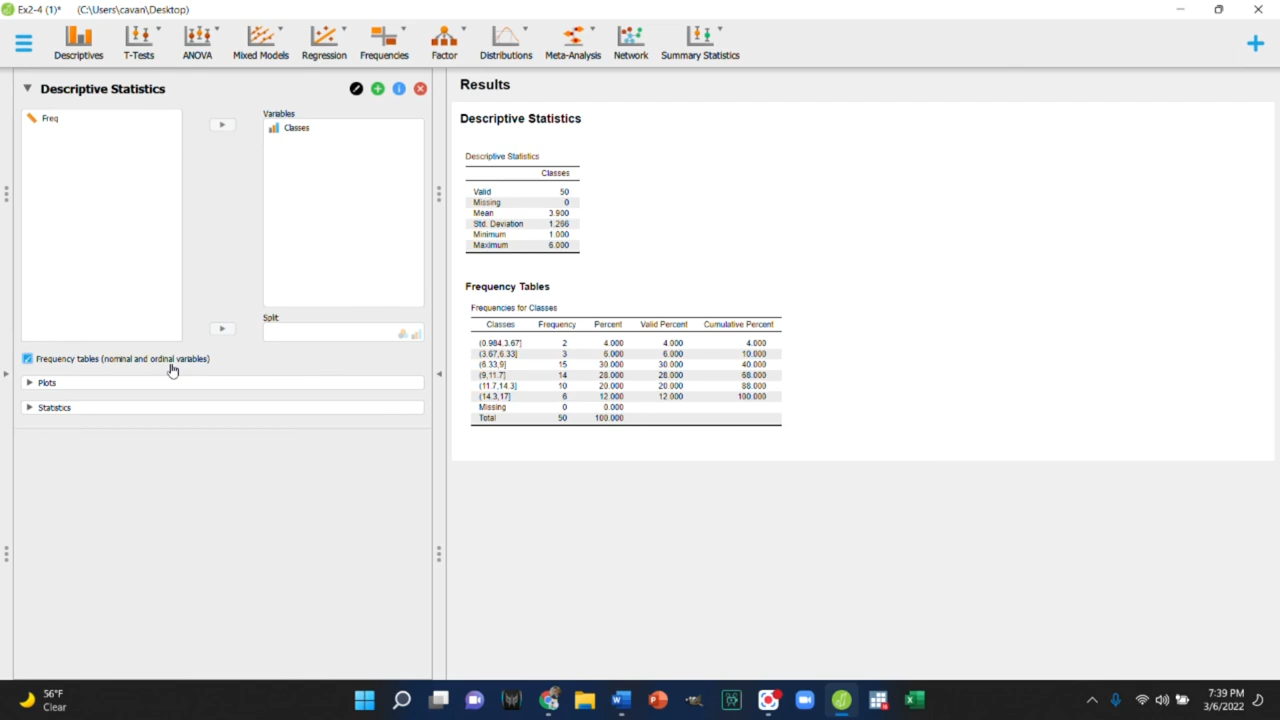 Ex2-4 (1)* (C:\Users\cavan\Desktop)
Descriptives T-Tests ANOVA Mixed Models Regression Frequencies Factor Distributions Meta-Analysis Network Summary Statistics
Descriptive Statistics
Freq
Variables
Classes
Split
Frequency tables (nominal and ordinal variables)
Plots
Statistics
Results
Descriptive Statistics
Descriptive Statistics
Classes
Valid 50
Missing 0
Mean 3.900
Std. Deviation 1.266
Minimum 1.000
Maximum 6.000
Frequency Tables
Frequencies for Classes
Classes Frequency Percent Valid Percent Cumulative Percent
(0.984,3.67] 2 4.000 4.000 4.000
(3.67,6.33] 3 6.000 6.000 10.000
(6.33,9] 15 30.000 30.000 40.000
(9,11.7] 14 28.000 28.000 68.000
(11.7,14.3] 10 20.000 20.000 88.000
(14.3,17] 6 12.000 12.000 100.000
Missing 0 0.000
Total 50 100.000
56°F
Clear
7:39 PM
3/6/2022